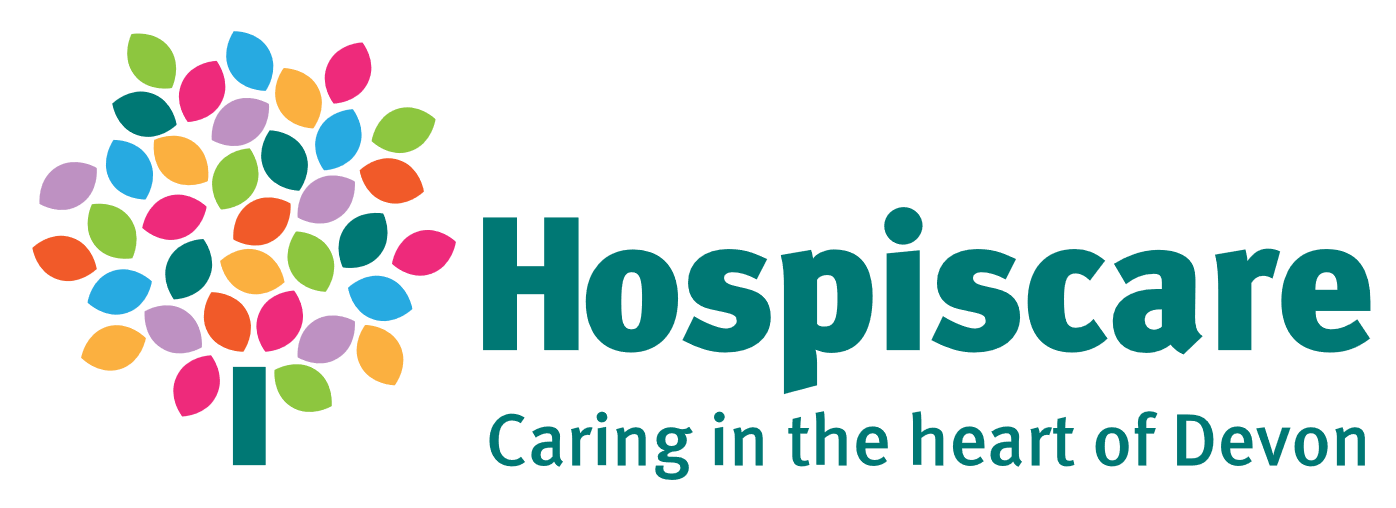 Hospiscare
Caring in the heart of Devon